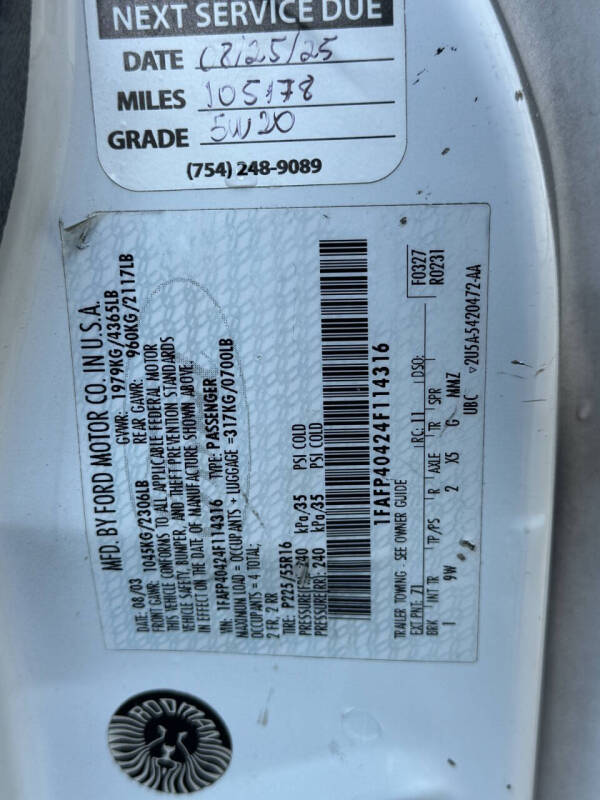 NEXT SERVICE DUE
DATE 08/25/25
MILES 105178
GRADE 5W20
(754) 248-9089
MFD. BY FORD MOTOR CO. IN U.S.A.
DATE: 08/03 GVWR: 1979KG/4365LB
FRONT GAWR: 1045KG/2306LB REAR GAWR: 960KG/2117LB
THIS VEHICLE CONFORMS TO ALL APPLICABLE FEDERAL MOTOR
VEHICLE SAFETY, BUMPER, AND THEFT PREVENTION STANDARDS
IN EFFECT ON THE DATE OF MANUFACTURE SHOWN ABOVE.
VIN: 1FAFP40424F114316 TYPE: PASSENGER
MAXIMUM LOAD = OCCUPANTS + LUGGAGE =317KG/0700LB
OCCUPANTS = 4 TOTAL;
2 FR, 2 RR
TIRE: P225/55R16
PRESSURE(FR): 240 kPa/35 PSI COLD
PRESSURE(RR): 240 kPa/35 PSI COLD
1FAFP40424F114316
TRAILER TOWING - SEE OWNER GUIDE
F0327
R0231
EXT PNT: Z1 RC: 11 DSO:
BRK INT TR TP/PS R AXLE TR SPR
1 9W 2 X5 G MMZ
UBC ▽2U5A-5420472-AA